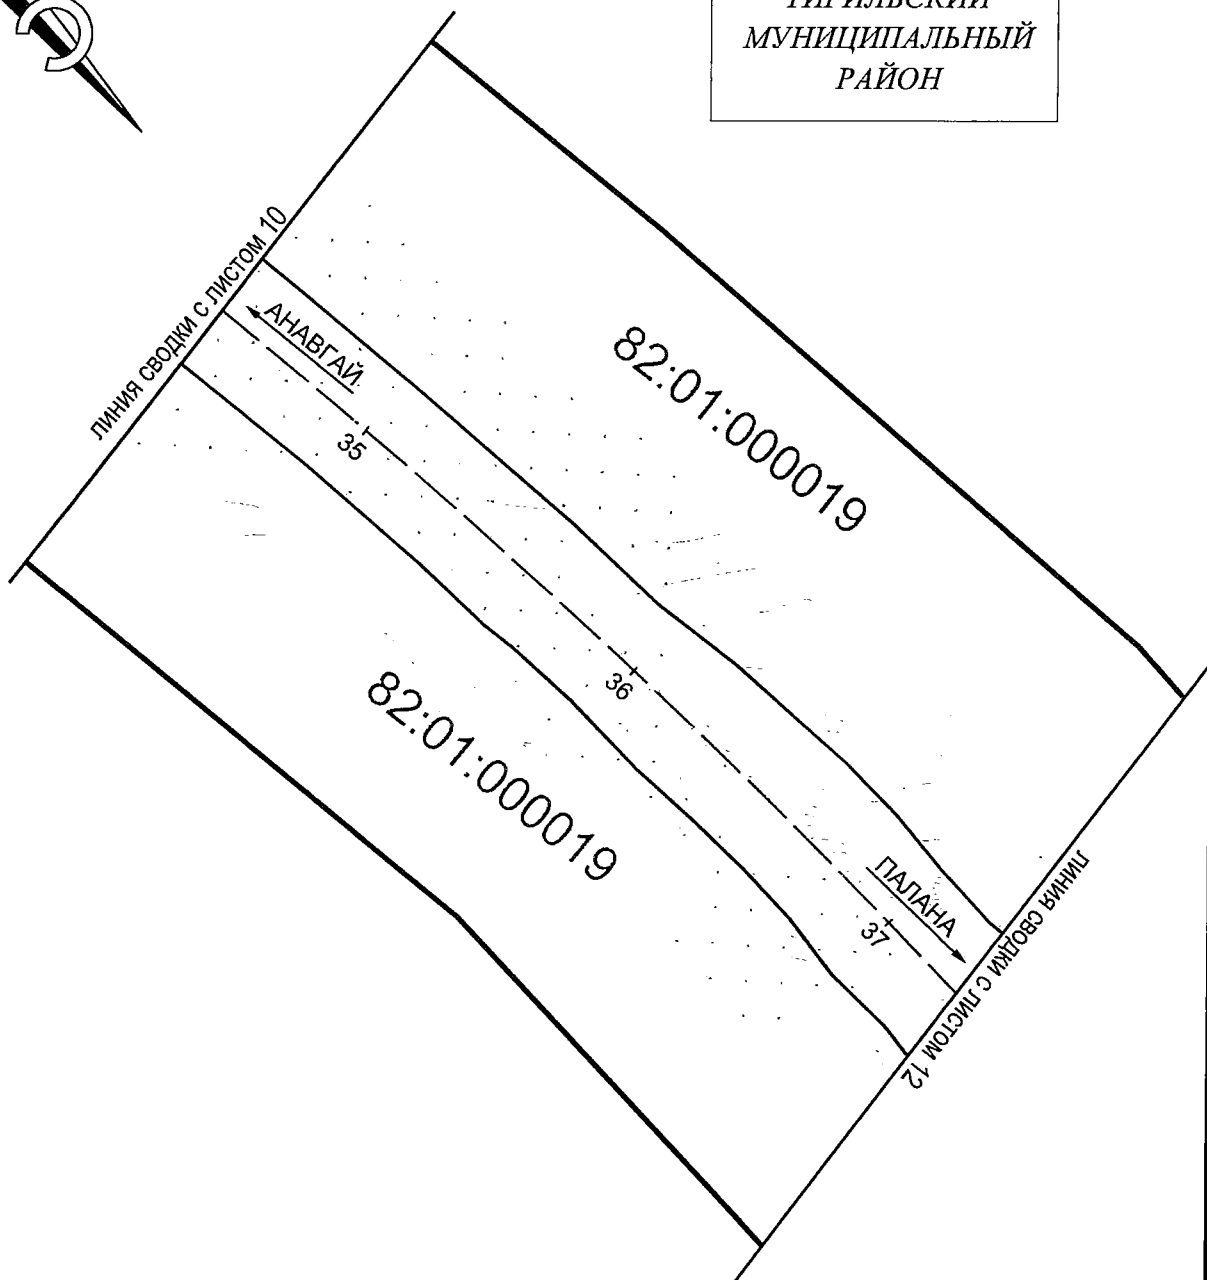 С
МУНИЦИПАЛЬНЫЙ
РАЙОН
ЛИНИЯ СВОДКИ С ЛИСТОМ 10
АНАВГАЙ
35
82:01:000019
36
82:01:000019
ПАЛАНА
37
ЛИНИЯ СВОДКИ С ЛИСТОМ 12